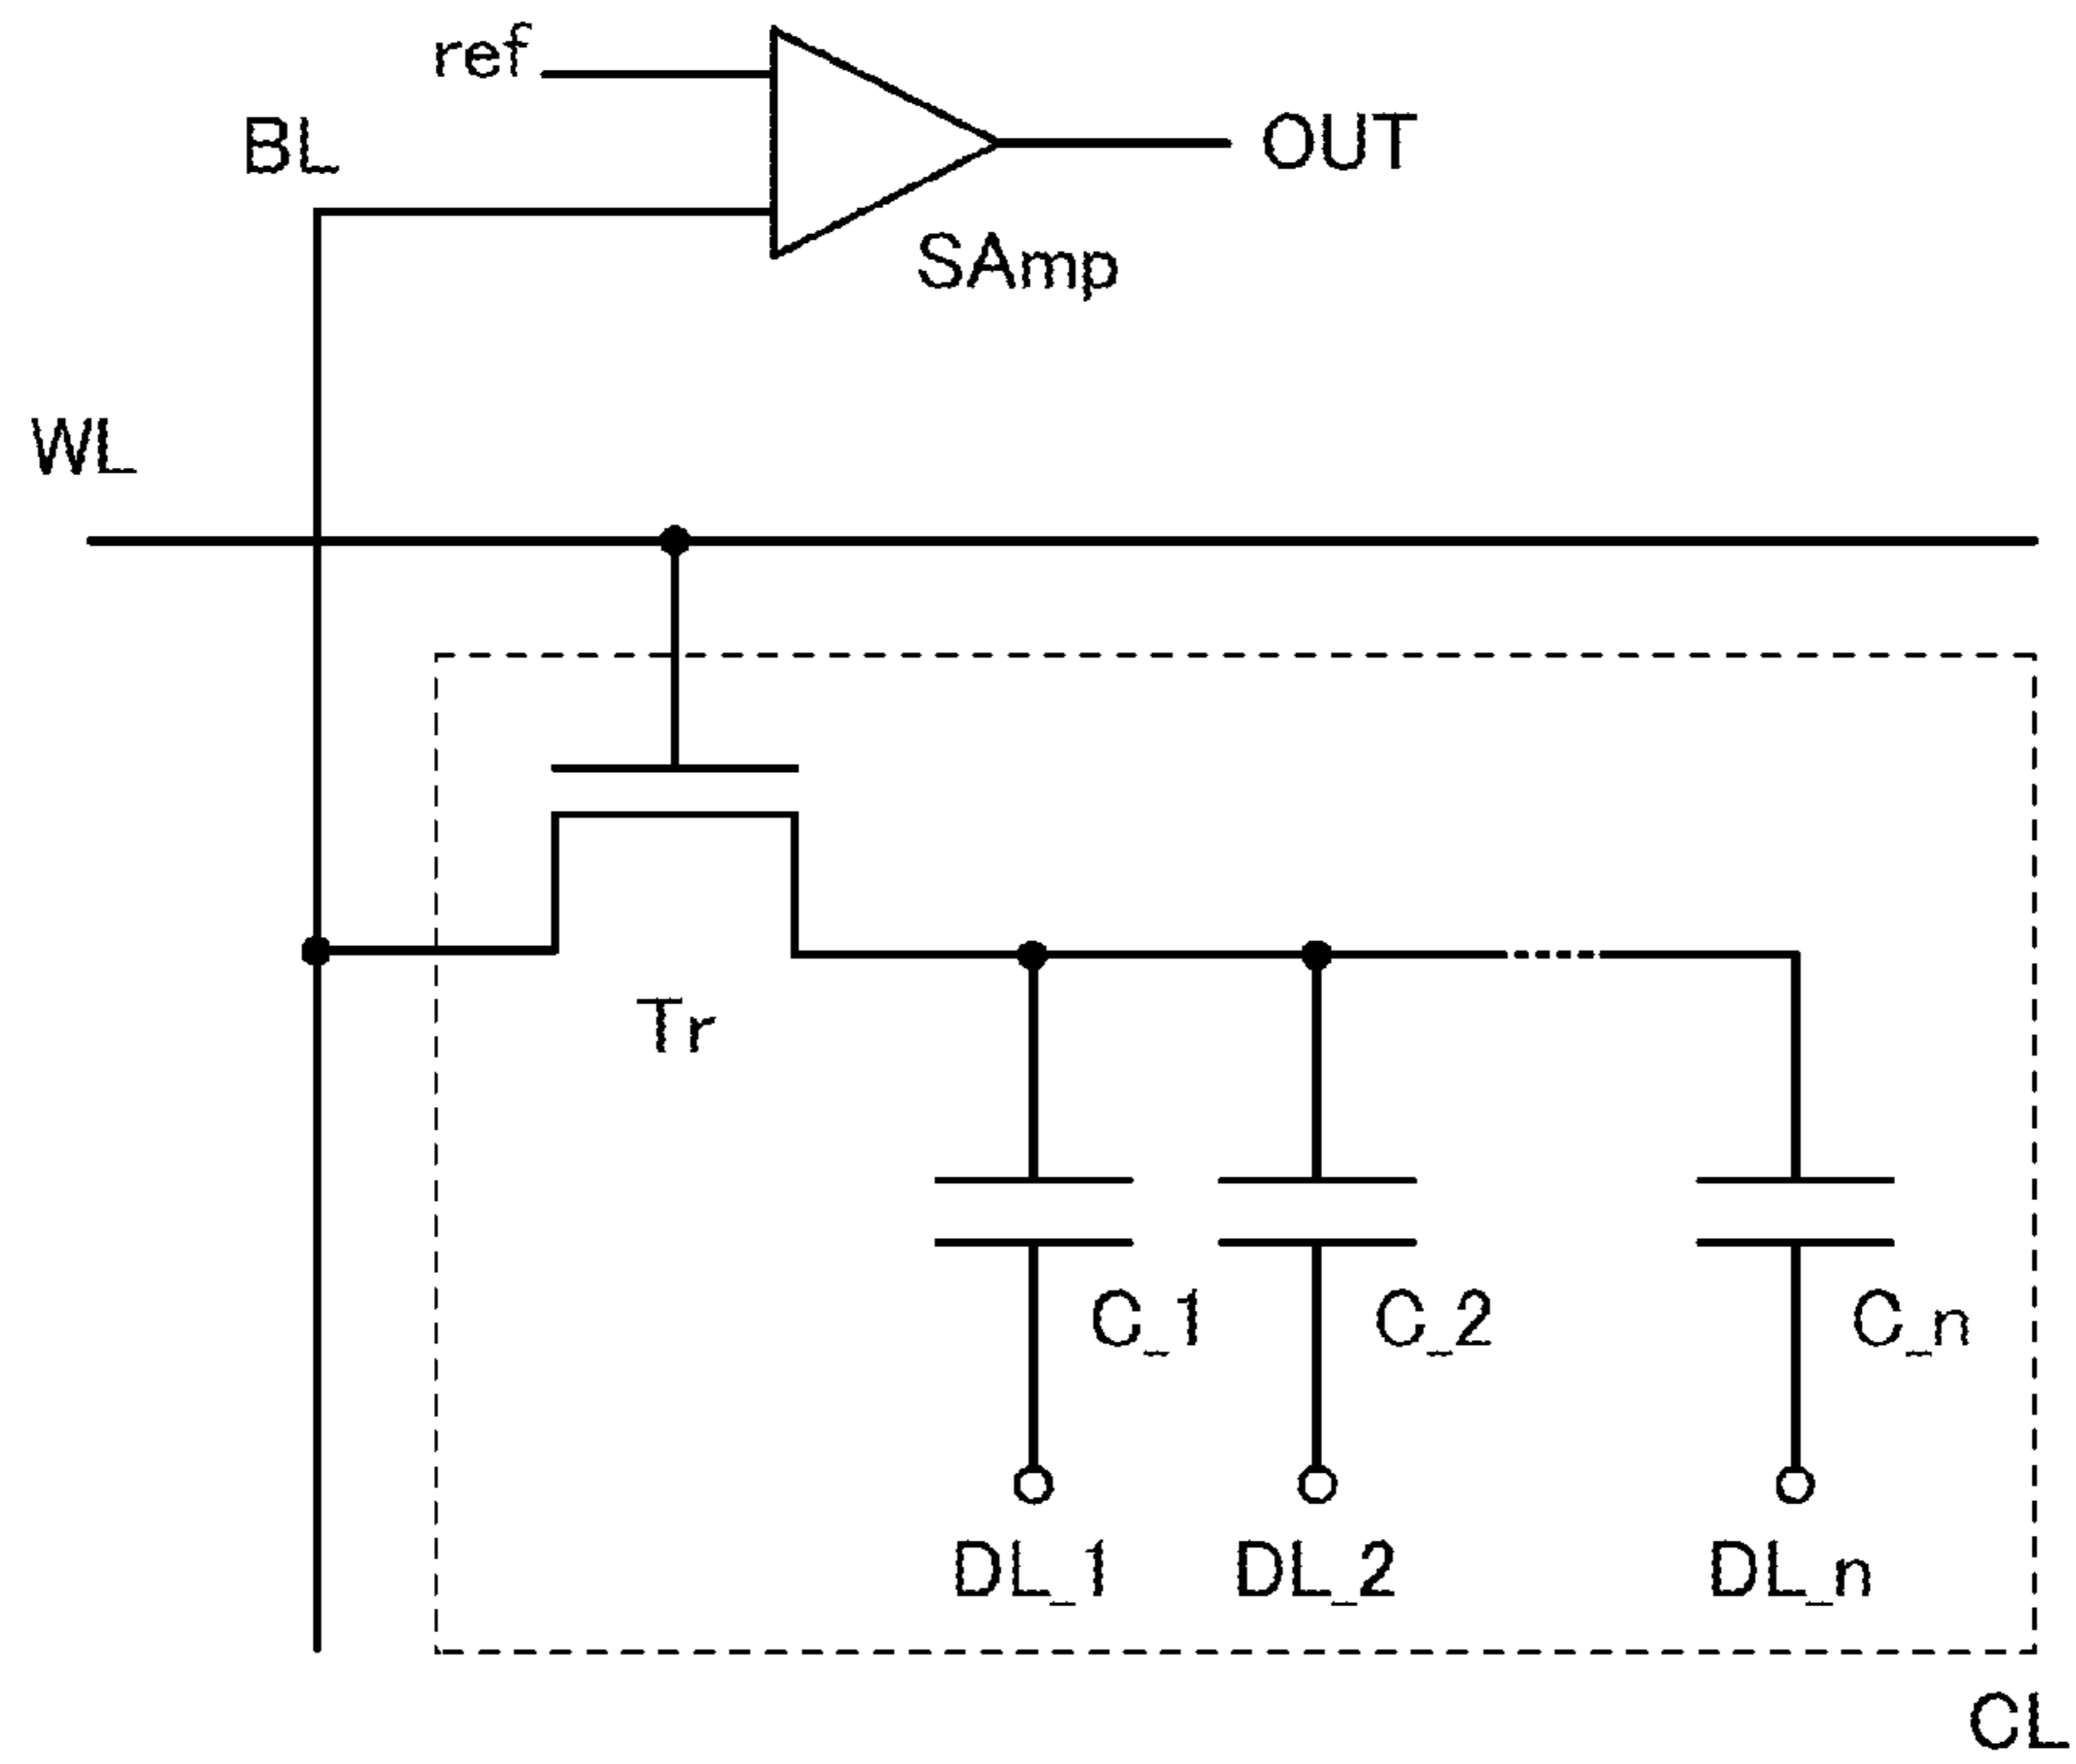 ref
BL
OUT
SAmp
WL
Tr
C_1
C_2
C_n
DL_1
DL_2
DL_n
CL